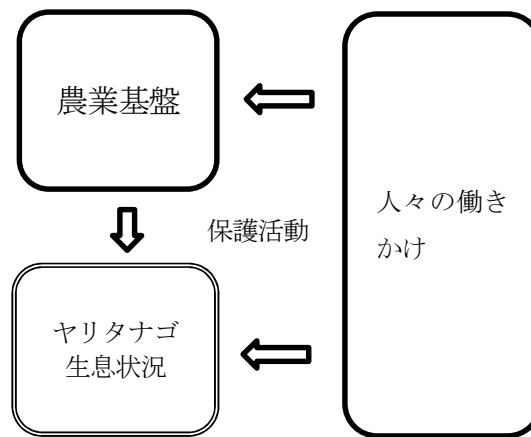 農業基盤
人々の働き
かけ
保護活動
ヤリタナゴ
生息状況